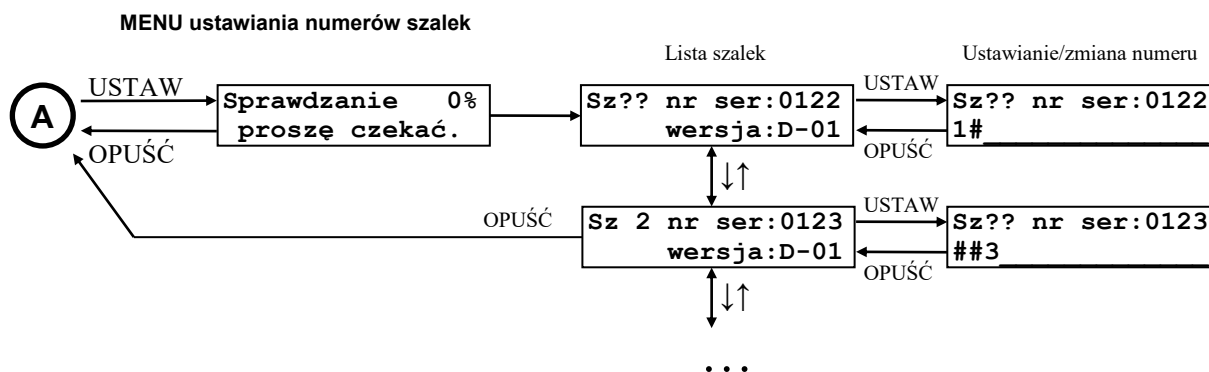 MENU ustawiania numerów szalek
Lista szalek
Ustawianie/zmiana numeru
A
USTAW
OPUŚĆ
Sprawdzanie 0%
proszę czekać.
Sz?? nr ser:0122
wersja:D-01
USTAW
OPUŚĆ
Sz?? nr ser:0122
1#______________
↓↑
OPUŚĆ
Sz 2 nr ser:0123
wersja:D-01
USTAW
OPUŚĆ
Sz?? nr ser:0123
##3_____________
↓↑
...